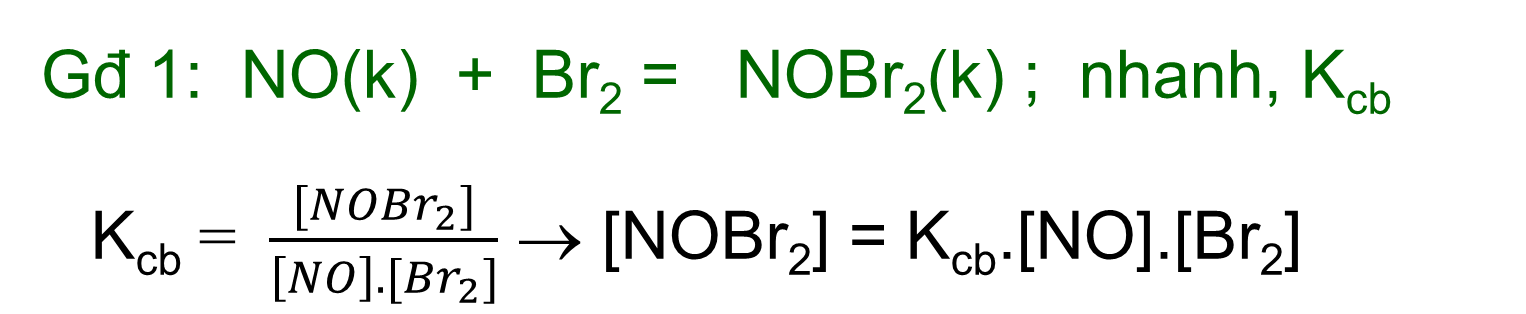 Gđ 1: NO(k) + Br₂ = NOBr₂(k) ; nhanh, K_cb
K_cb = [NOBr₂] / [NO].[Br₂] → [NOBr₂] = K_cb.[NO].[Br₂]